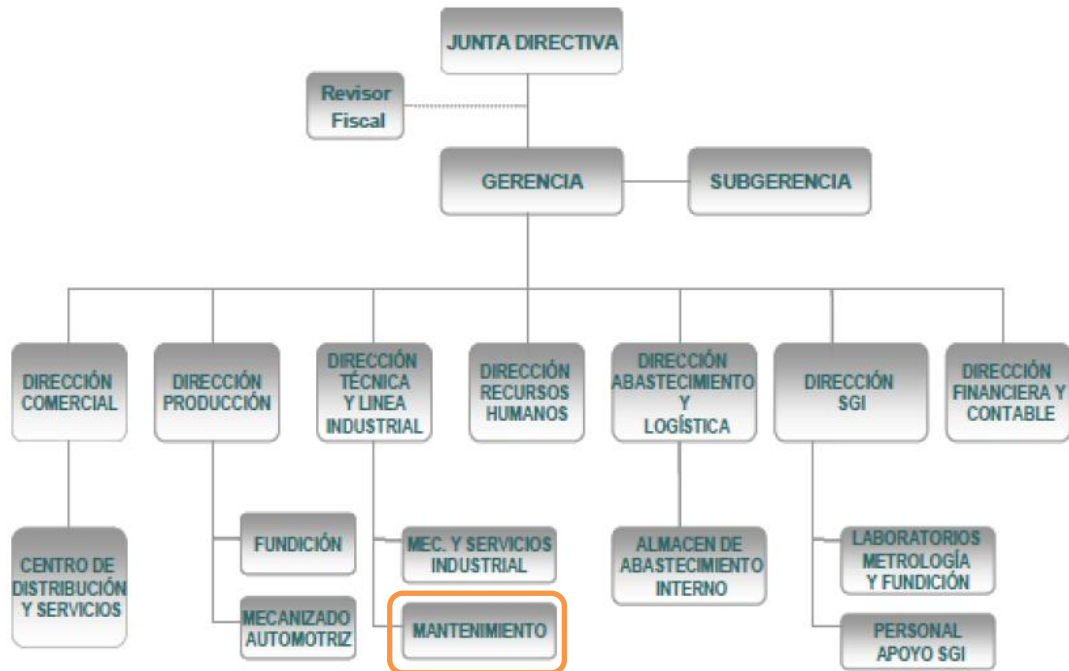 JUNTA DIRECTIVA
Revisor
Fiscal
GERENCIA
SUBGERENCIA
DIRECCIÓN
COMERCIAL
DIRECCIÓN
PRODUCCIÓN
DIRECCIÓN
TÉCNICA
Y LINEA
INDUSTRIAL
DIRECCIÓN
RECURSOS
HUMANOS
DIRECCIÓN
ABASTECIMIENTO
Y
LOGÍSTICA
DIRECCIÓN
SGI
DIRECCIÓN
FINANCIERA Y
CONTABLE
CENTRO DE
DISTRIBUCIÓN
Y SERVICIOS
FUNDICIÓN
MECANIZADO
AUTOMOTRIZ
MEC. Y SERVICIOS
INDUSTRIAL
MANTENIMIENTO
ALMACEN DE
ABASTECIMIENTO
INTERNO
LABORATORIOS
METROLOGÍA
Y FUNDICIÓN
PERSONAL
APOYO SGI